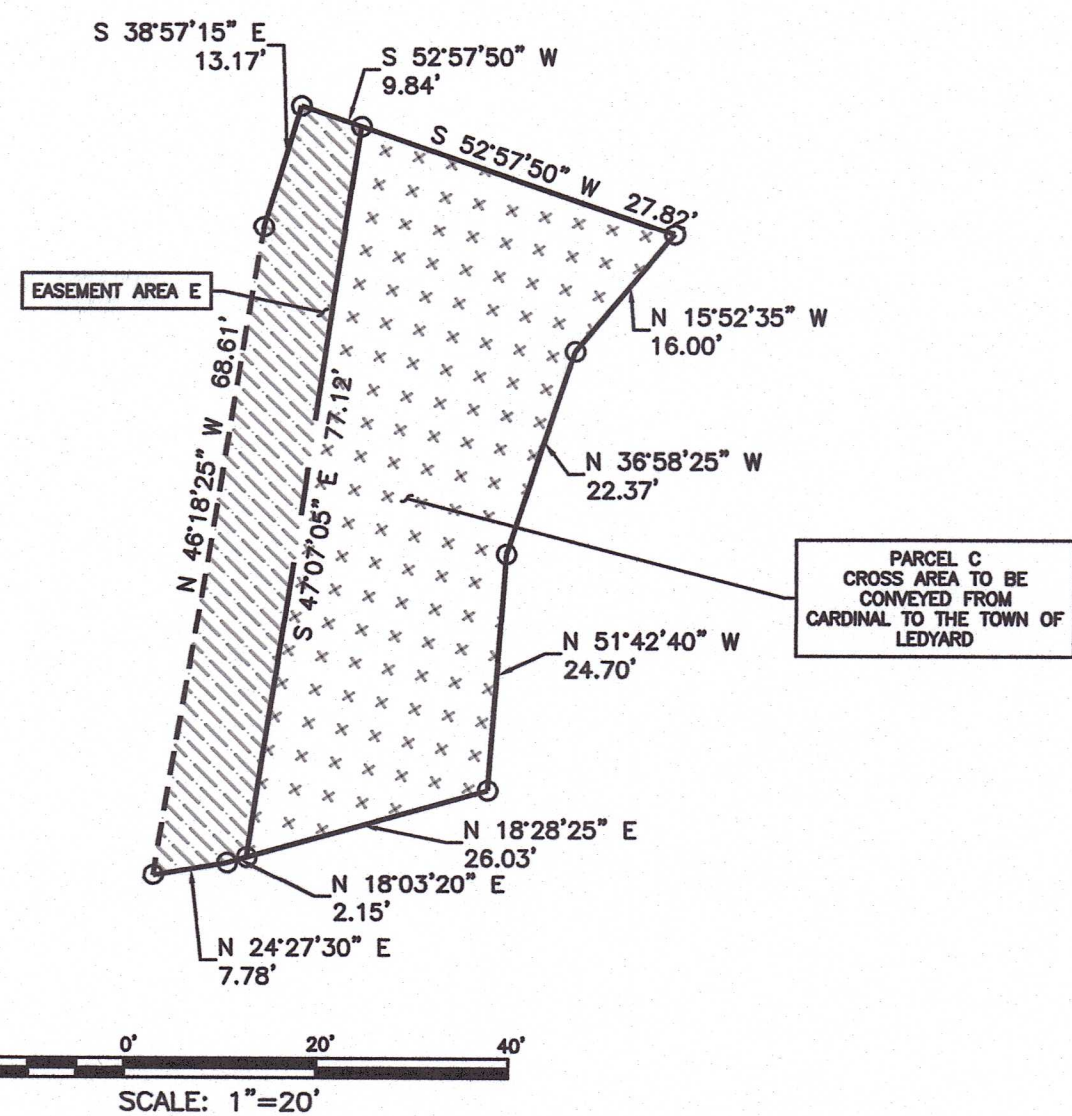 S 38°57'15" E
13.17'
S 52°57'50" W
9.84'
S 52°57'50" W 27.82'
EASEMENT AREA E
N 15°52'35" W
16.00'
N 46°18'25" W 68.61'
S 47°07'05" E 77.12'
N 36°58'25" W
22.37'
PARCEL C
CROSS AREA TO BE
CONVEYED FROM
CARDINAL TO THE TOWN OF
LEDYARD
N 51°42'40" W
24.70'
N 18°28'25" E
26.03'
N 18°03'20" E
2.15'
N 24°27'30" E
7.78'
0' 20' 40'
SCALE: 1"=20'